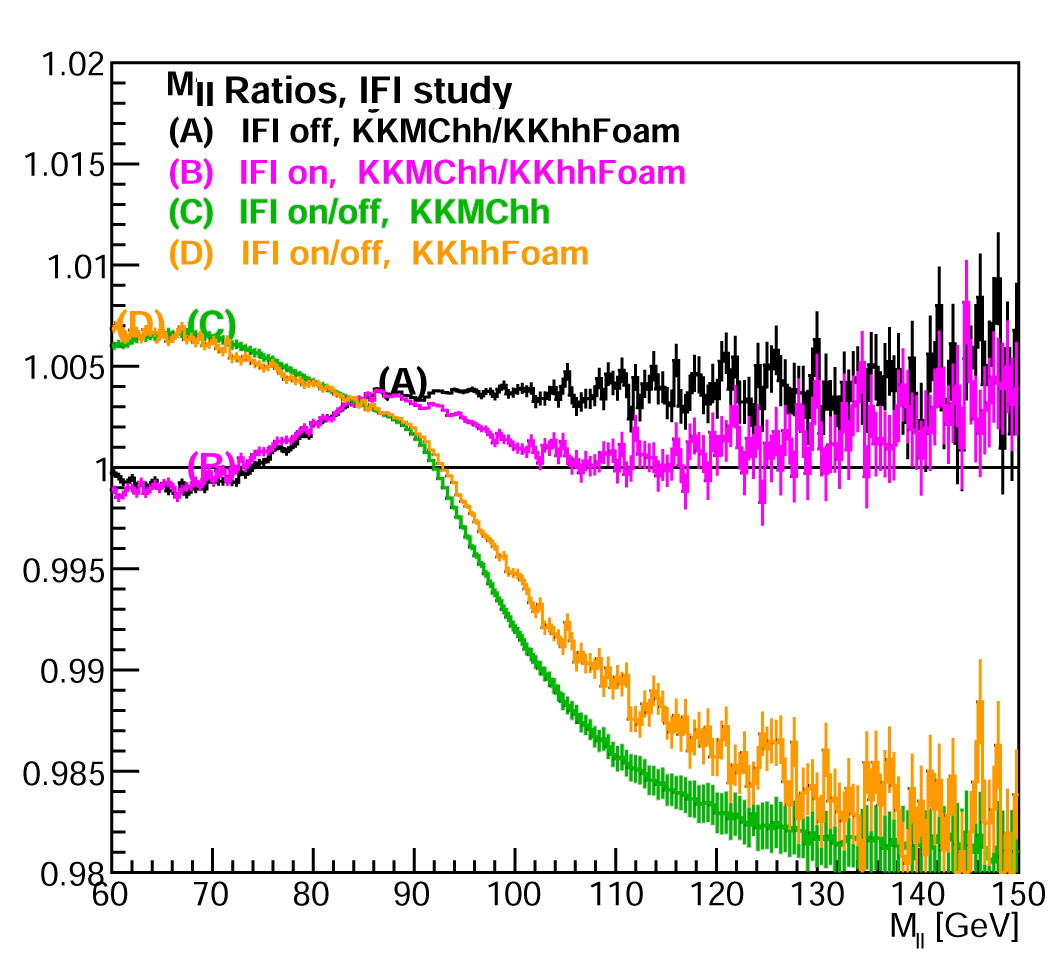 1.02
M_ll Ratios, IFI study
(A) IFI off, KKMChh/KKhhFoam
1.015
(B) IFI on, KKMChh/KKhhFoam
(C) IFI on/off, KKMChh
(D) IFI on/off, KKhhFoam
1.01
(D) (C)
1.005
(A)
1
(B)
0.995
0.99
0.985
0.98
60 70 80 90 100 110 120 130 140 150
M_ll [GeV]